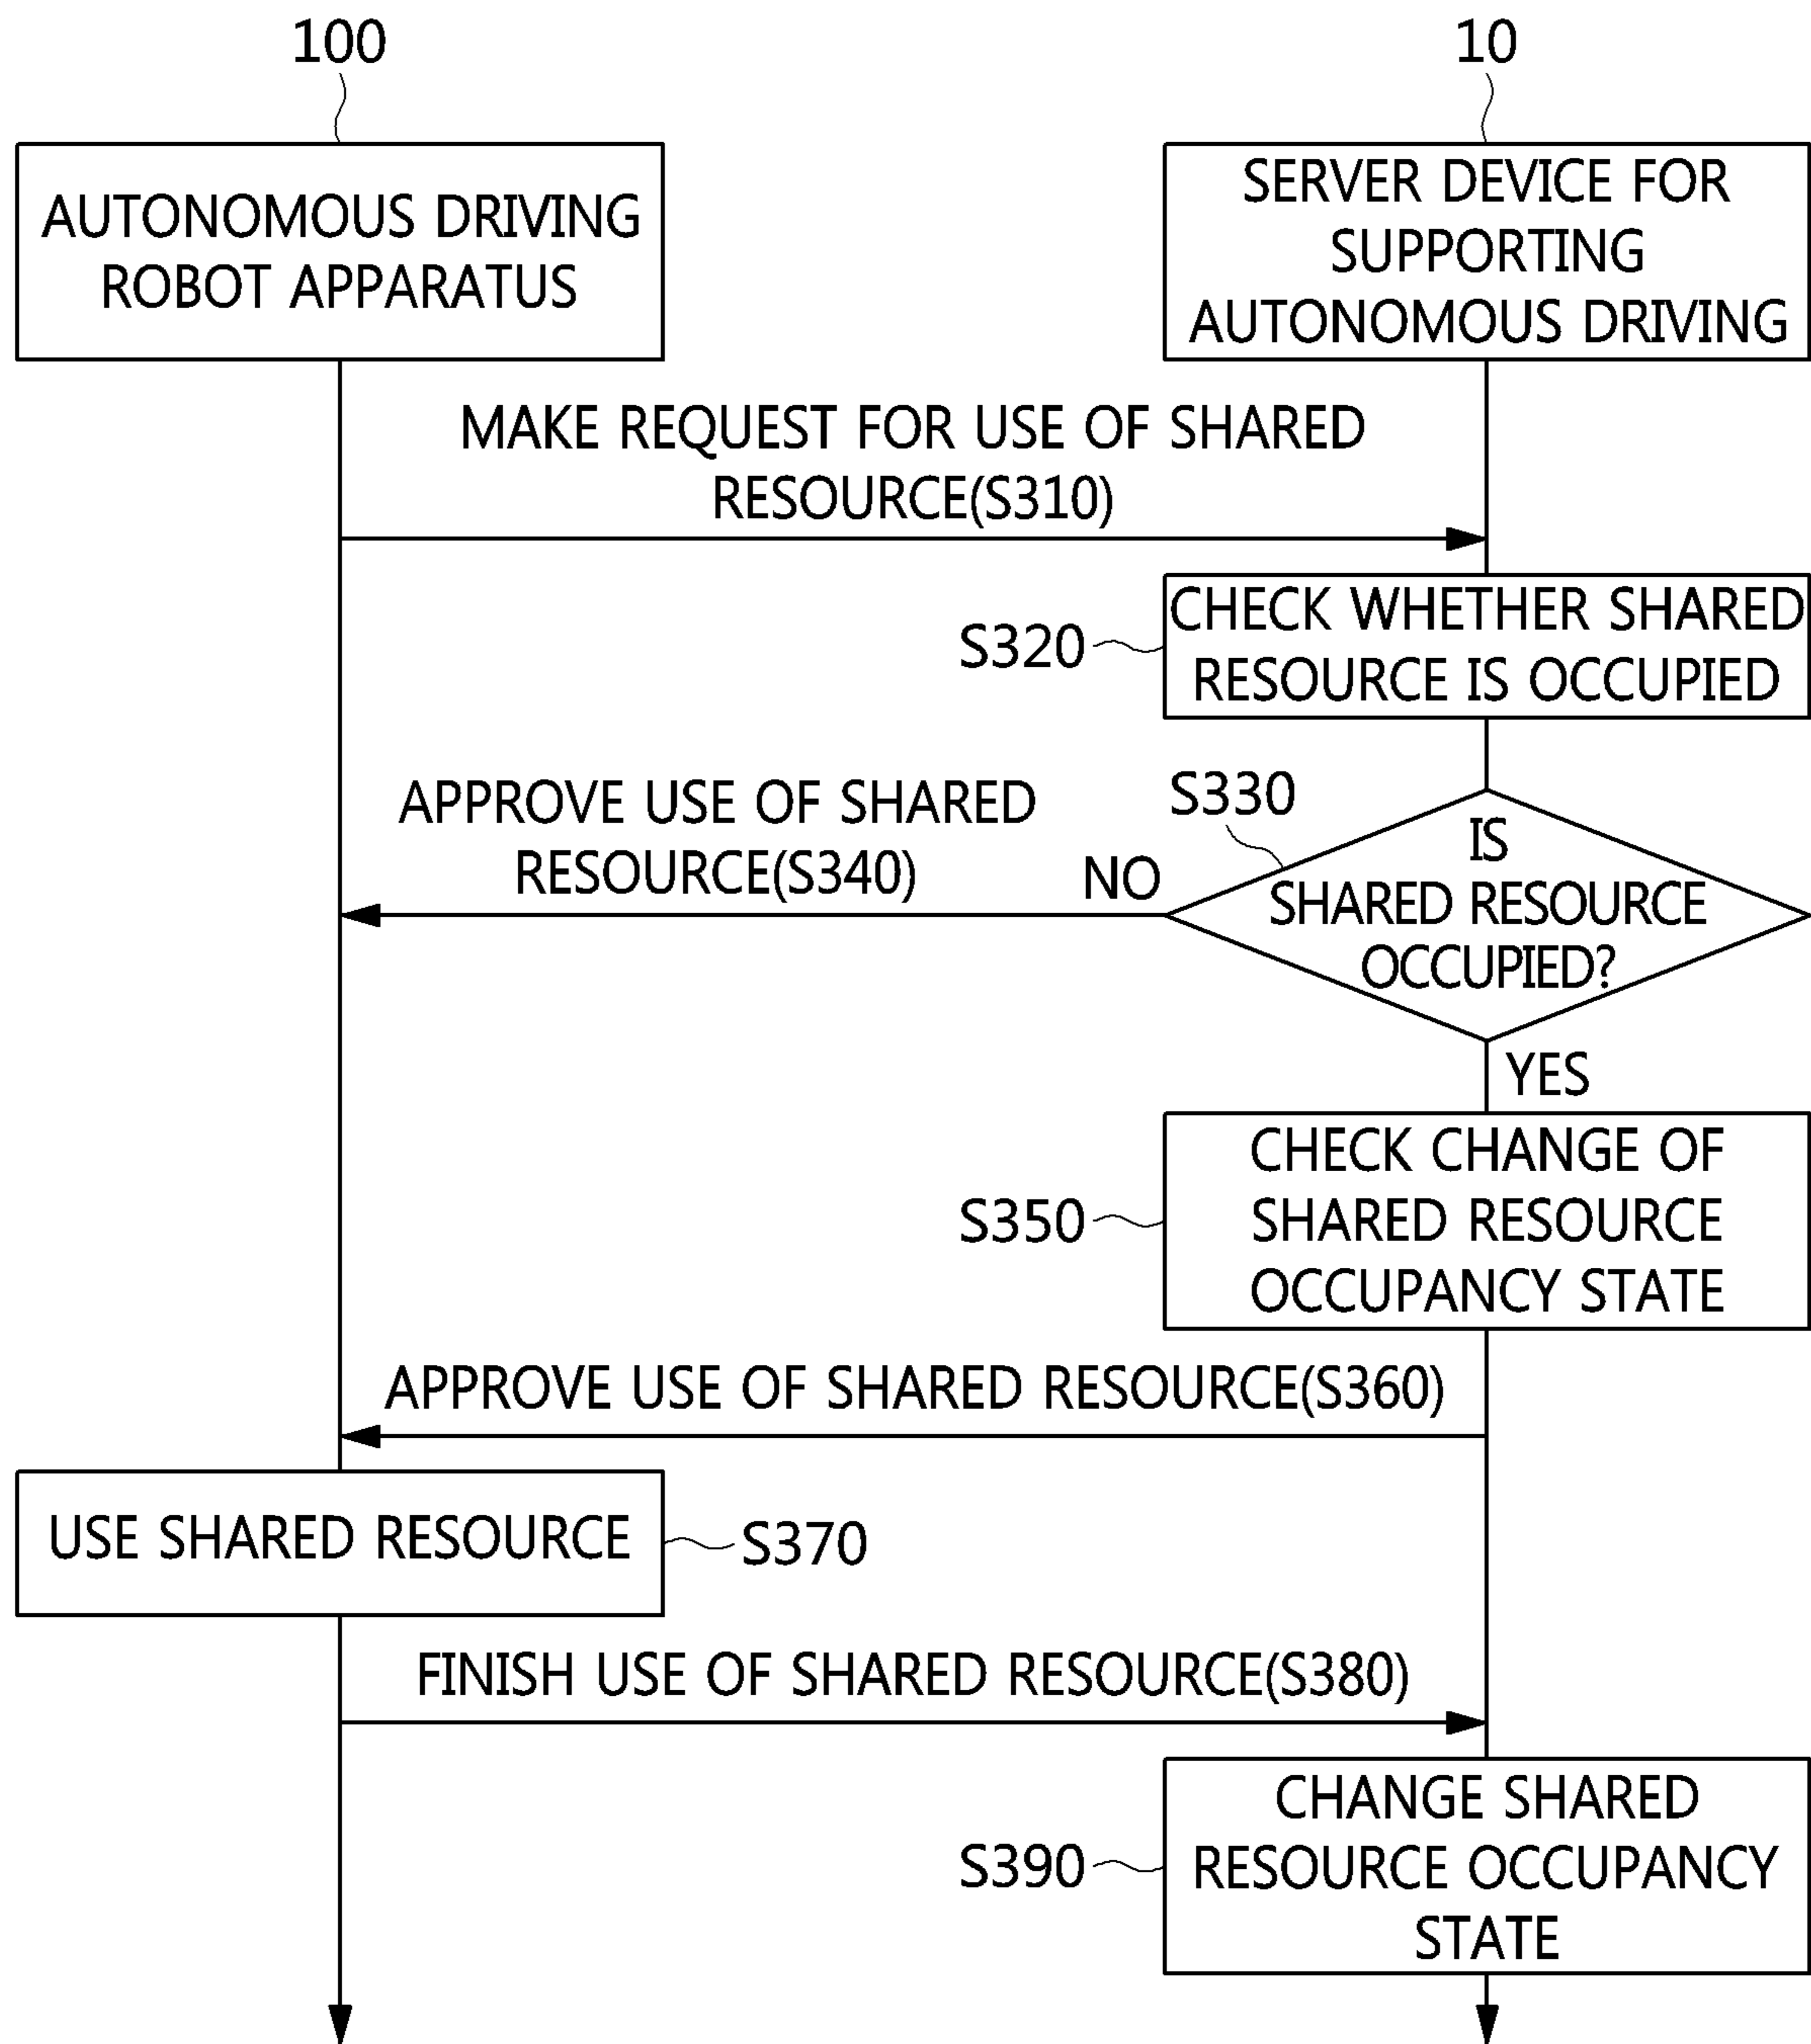 100
10
AUTONOMOUS DRIVING
ROBOT APPARATUS
SERVER DEVICE FOR
SUPPORTING
AUTONOMOUS DRIVING
MAKE REQUEST FOR USE OF SHARED
RESOURCE(S310)
S320
CHECK WHETHER SHARED
RESOURCE IS OCCUPIED
APPROVE USE OF SHARED
RESOURCE(S340)
NO
S330
IS
SHARED RESOURCE
OCCUPIED?
YES
S350
CHECK CHANGE OF
SHARED RESOURCE
OCCUPANCY STATE
APPROVE USE OF SHARED RESOURCE(S360)
USE SHARED RESOURCE
S370
FINISH USE OF SHARED RESOURCE(S380)
S390
CHANGE SHARED
RESOURCE OCCUPANCY
STATE